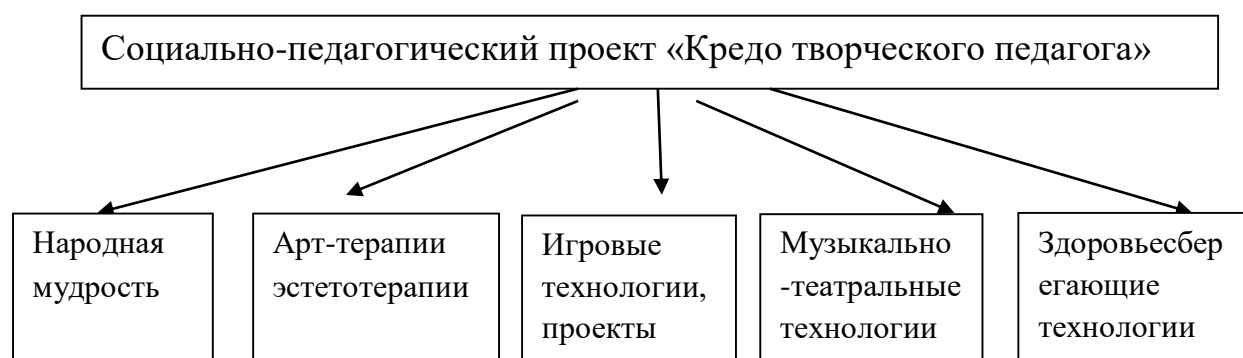 Социально-педагогический проект «Кредо творческого педагога»
Народная
мудрость
Арт-терапии
эстетотерапии
Игровые
технологии,
проекты
Музыкально
-театральные
технологии
Здоровьесбер
егающие
технологии